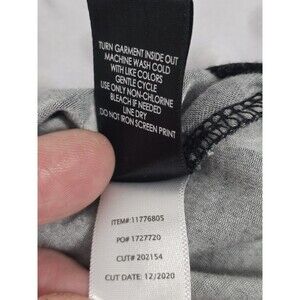 TURN GARMENT INSIDE OUT
MACHINE WASH COLD
WITH LIKE COLORS
GENTLE CYCLE
USE ONLY NON-CHLORINE
BLEACH IF NEEDED
LINE DRY
DO NOT IRON SCREEN PRINT
ITEM#:1177680S
PO# 1727720
CUT# 202154
CUT DATE: 12/2020